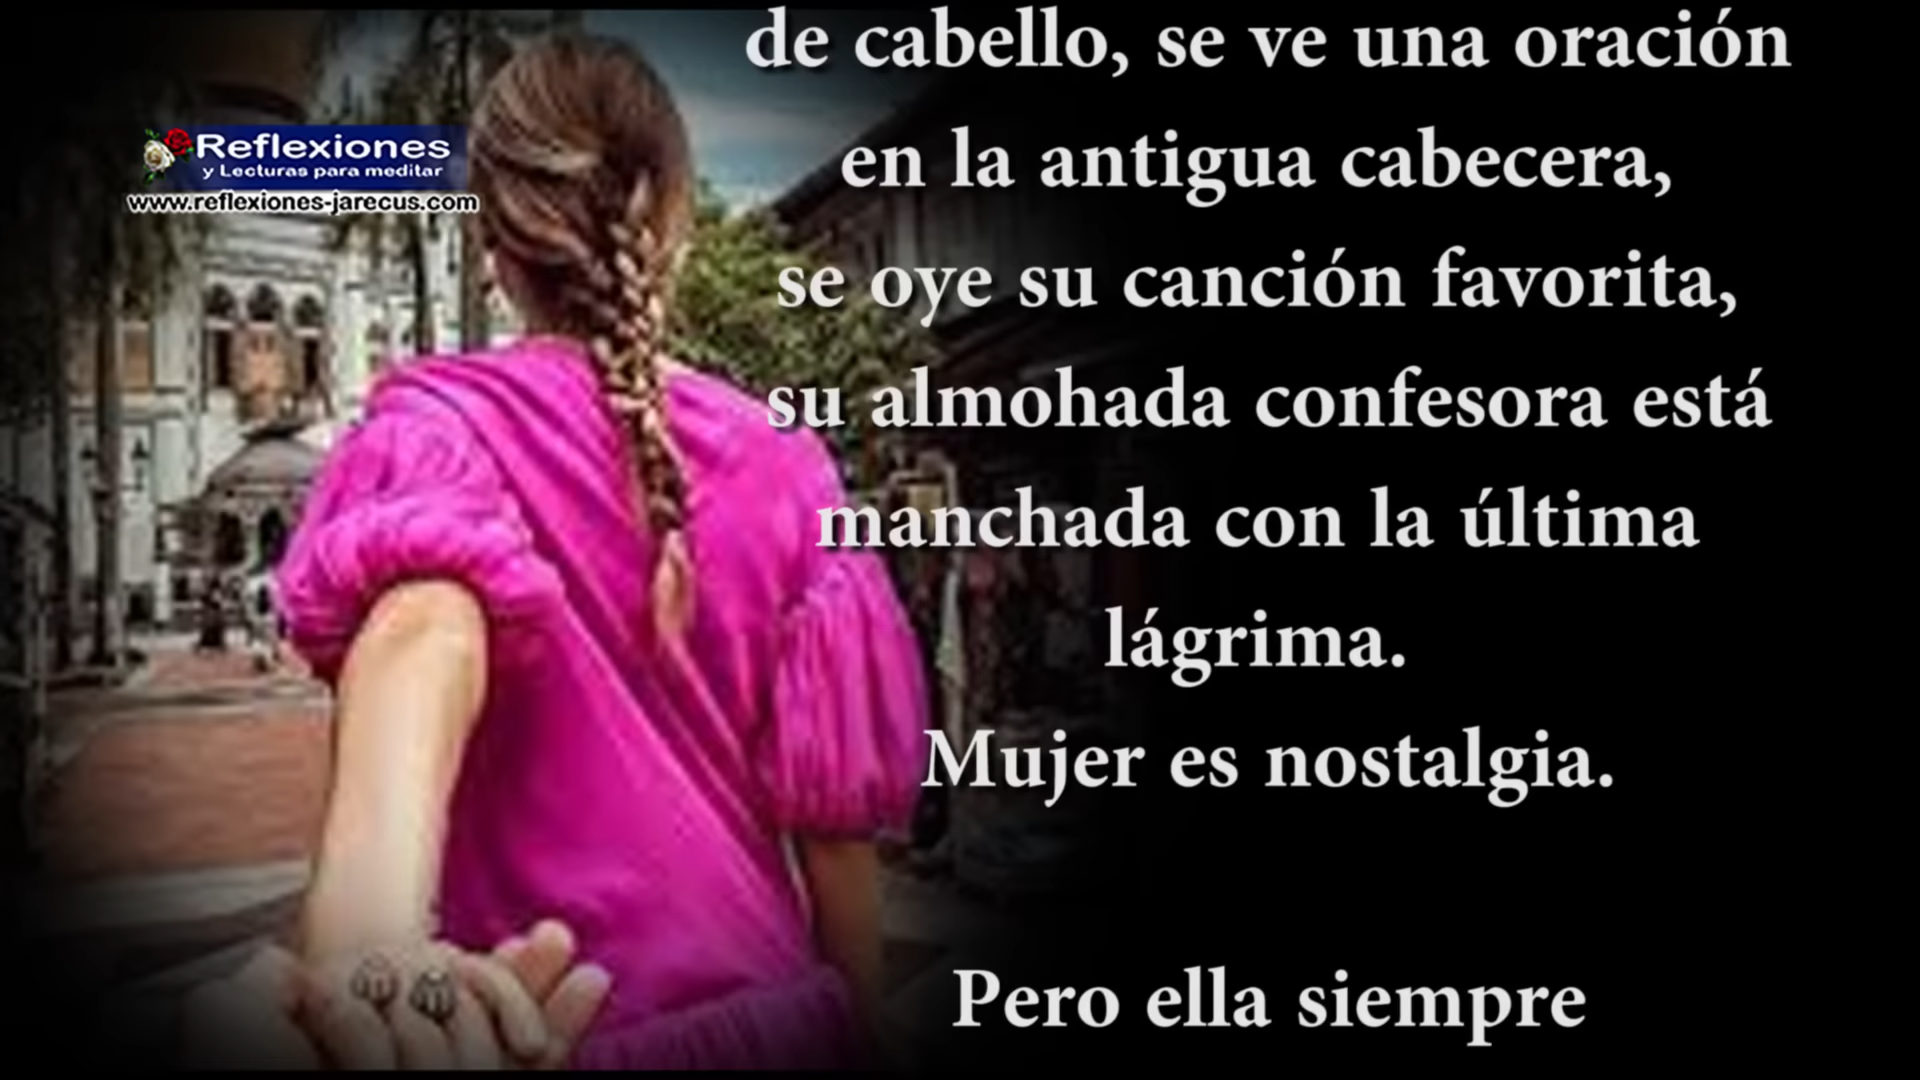 de cabello, se ve una oración
en la antigua cabecera,
se oye su canción favorita,
su almohada confesora está
manchada con la última
lágrima.
Mujer es nostalgia.
Pero ella siempre
Reflexiones
y Lecturas para meditar
www.reflexiones-jarecus.com